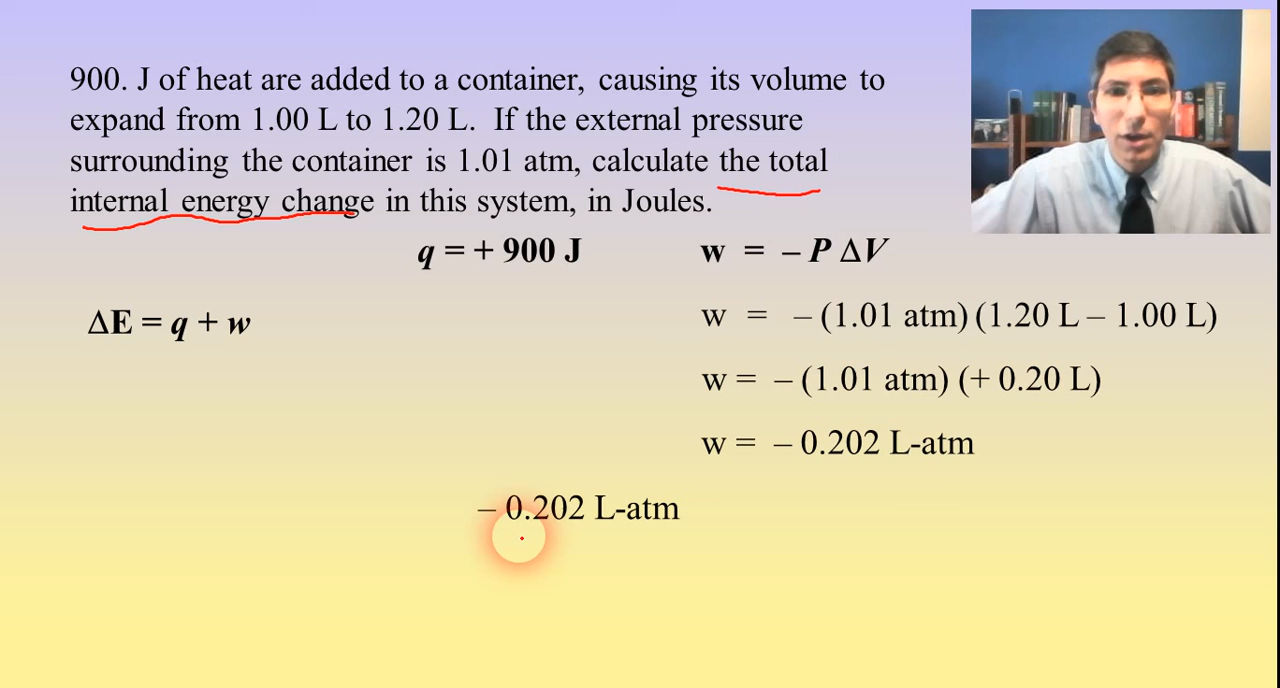 900. J of heat are added to a container, causing its volume to
expand from 1.00 L to 1.20 L. If the external pressure
surrounding the container is 1.01 atm, calculate the total
internal energy change in this system, in Joules.
q = + 900 J
w = – P ΔV
ΔE = q + w
w = – (1.01 atm) (1.20 L – 1.00 L)
w = – (1.01 atm) (+ 0.20 L)
w = – 0.202 L-atm
– 0.202 L-atm